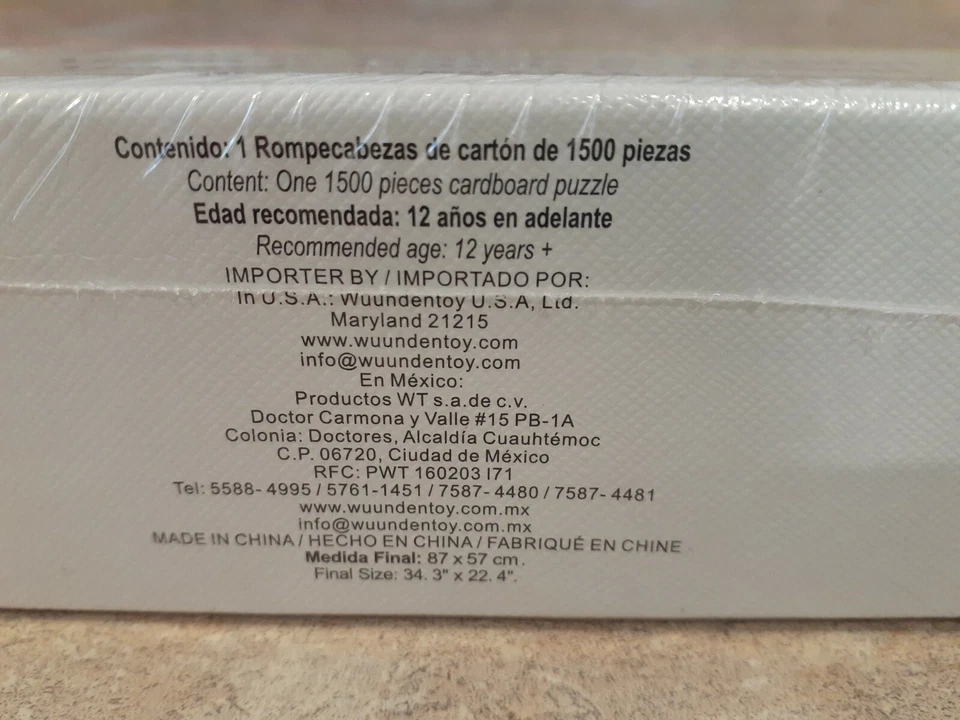 Contenido: 1 Rompecabezas de cartón de 1500 piezas
Content: One 1500 pieces cardboard puzzle
Edad recomendada: 12 años en adelante
Recommended age: 12 years +
IMPORTER BY / IMPORTADO POR:
In U.S.A.: Wuundentoy U.S.A, Ltd.
Maryland 21215
www.wuundentoy.com
info@wuundentoy.com
En México:
Productos WT s.a.de c.v.
Doctor Carmona y Valle #15 PB-1A
Colonia: Doctores, Alcaldía Cuauhtémoc
C.P. 06720, Ciudad de México
RFC: PWT 160203 I71
Tel: 5588- 4995 / 5761-1451 / 7587- 4480 / 7587- 4481
www.wuundentoy.com.mx
info@wuundentoy.com.mx
MADE IN CHINA / HECHO EN CHINA / FABRIQUÉ EN CHINE
Medida Final: 87 x 57 cm.
Final Size: 34. 3" x 22. 4".